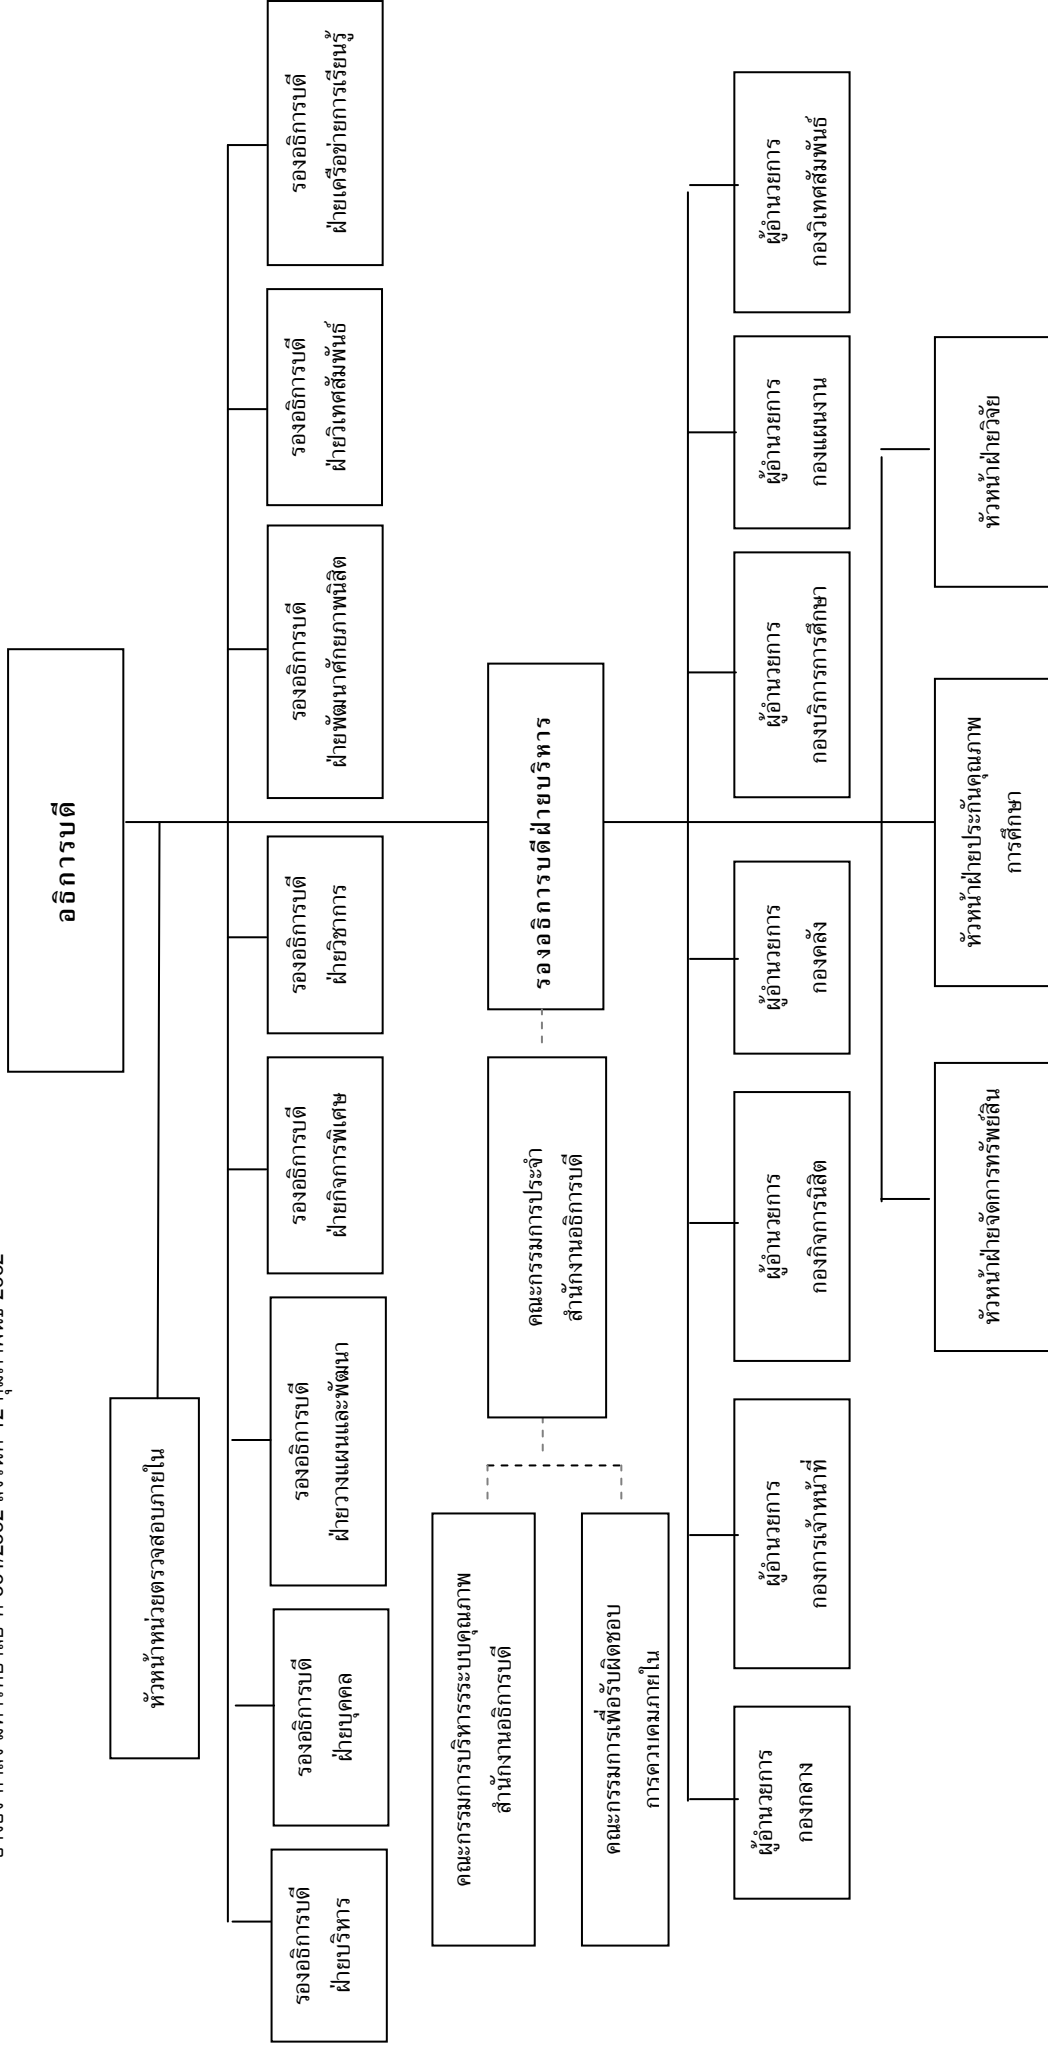 อธิการบดี
หัวหน้าหน่วยตรวจสอบภายใน
รองอธิการบดี
ฝ่ายบริหาร
รองอธิการบดี
ฝ่ายบุคคล
รองอธิการบดี
ฝ่ายวางแผนและพัฒนา
รองอธิการบดี
ฝ่ายกิจการพิเศษ
รองอธิการบดี
ฝ่ายวิชาการ
รองอธิการบดี
ฝ่ายพัฒนาศักยภาพนิสิต
รองอธิการบดี
ฝ่ายวิเทศสัมพันธ์
รองอธิการบดี
ฝ่ายเครือข่ายการเรียนรู้
รองอธิการบดีฝ่ายบริหาร
คณะกรรมการประจำ
สำนักงานอธิการบดี
คณะกรรมการบริหารระบบคุณภาพ
สำนักงานอธิการบดี
คณะกรรมการเพื่อรับผิดชอบ
การควบคุมภายใน
ผู้อำนวยการ
กองกลาง
ผู้อำนวยการ
กองการเจ้าหน้าที่
ผู้อำนวยการ
กองกิจการนิสิต
ผู้อำนวยการ
กองคลัง
ผู้อำนวยการ
กองบริการการศึกษา
ผู้อำนวยการ
กองแผนงาน
ผู้อำนวยการ
กองวิเทศสัมพันธ์
หัวหน้าฝ่ายจัดการทรัพย์สิน
หัวหน้าฝ่ายประกันคุณภาพ
การศึกษา
หัวหน้าฝ่ายวิจัย